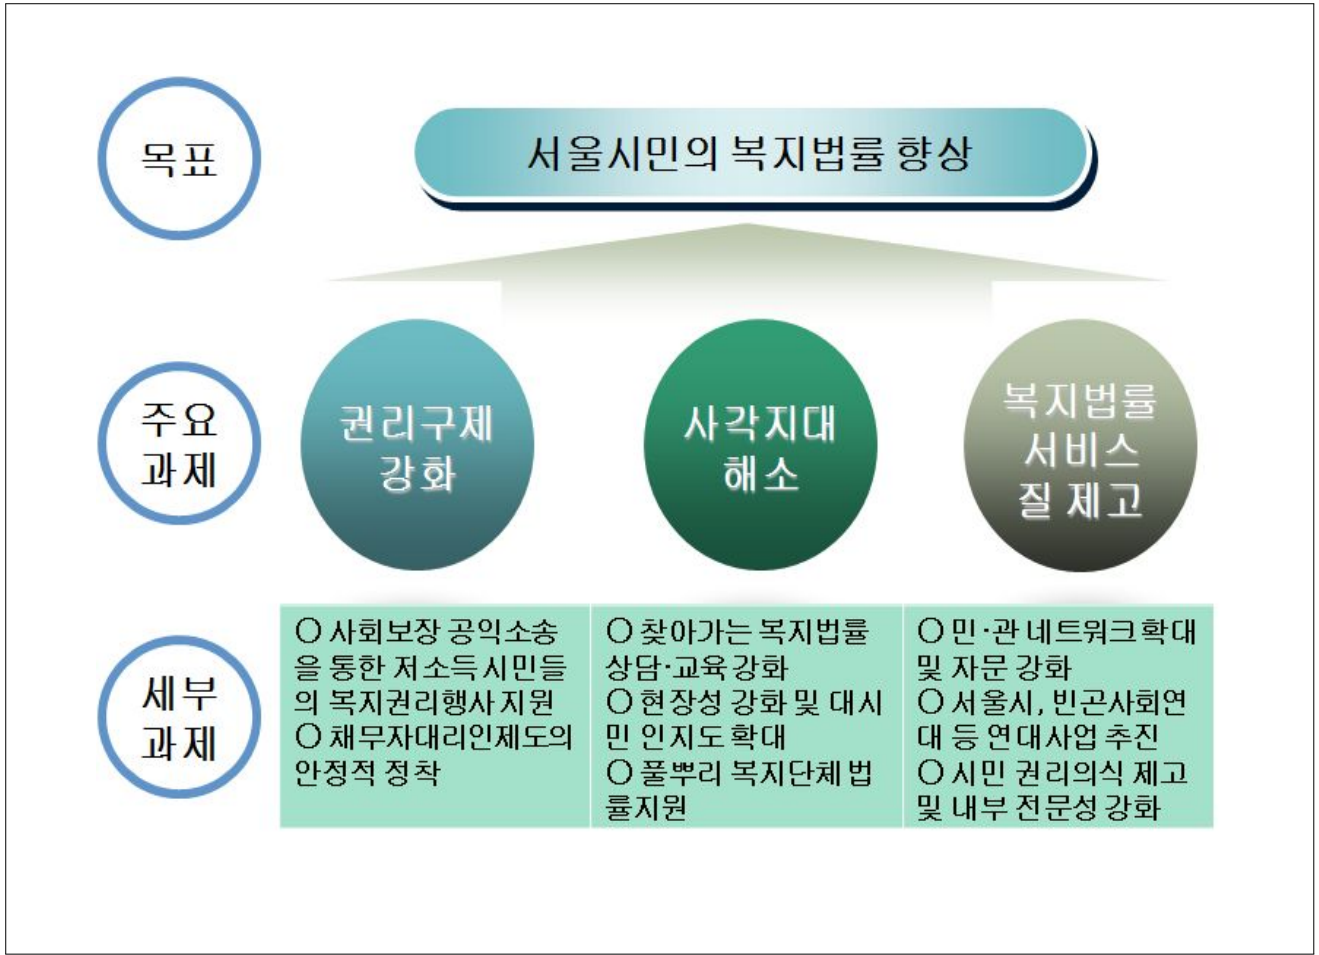 목표
서울시민의 복지법률 향상
주요
과제
권리구제
강화
사각지대
해소
복지법률
서비스
질 제고
세부
과제
○ 사회보장 공익소송
을 통한 저소득 시민들
의 복지권리행사 지원
○ 채무자대리인제도의
안정적 정착
○ 찾아가는 복지법률
상담·교육 강화
○ 현장성 강화 및 대시
민 인지도 확대
○ 풀뿌리 복지단체 법
률지원
○ 민·관 네트워크 확대
및 자문 강화
○ 서울시, 빈곤사회연
대 등 연대사업 추진
○ 시민 권리의식 제고
및 내부 전문성 강화